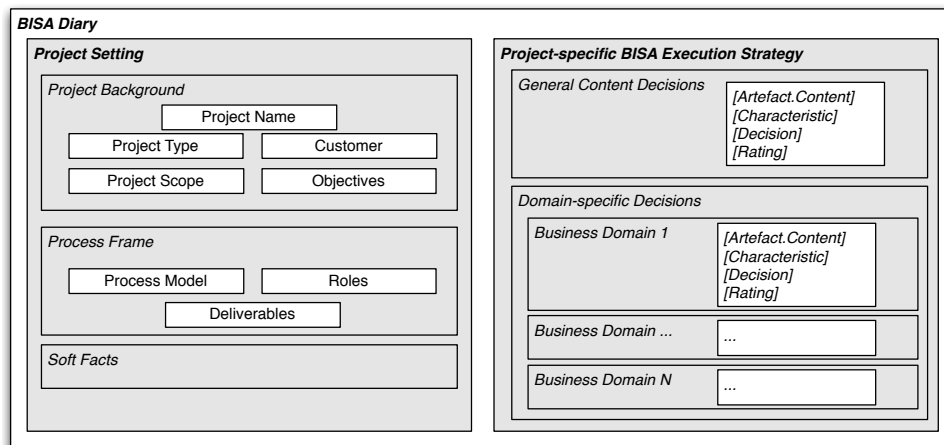 BISA Diary
Project Setting
Project Background
Project Name
Project Type
Customer
Project Scope
Objectives
Process Frame
Process Model
Roles
Deliverables
Soft Facts
Project-specific BISA Execution Strategy
General Content Decisions
[Artefact.Content]
[Characteristic]
[Decision]
[Rating]
Domain-specific Decisions
Business Domain 1
[Artefact.Content]
[Characteristic]
[Decision]
[Rating]
Business Domain ...
...
Business Domain N
...